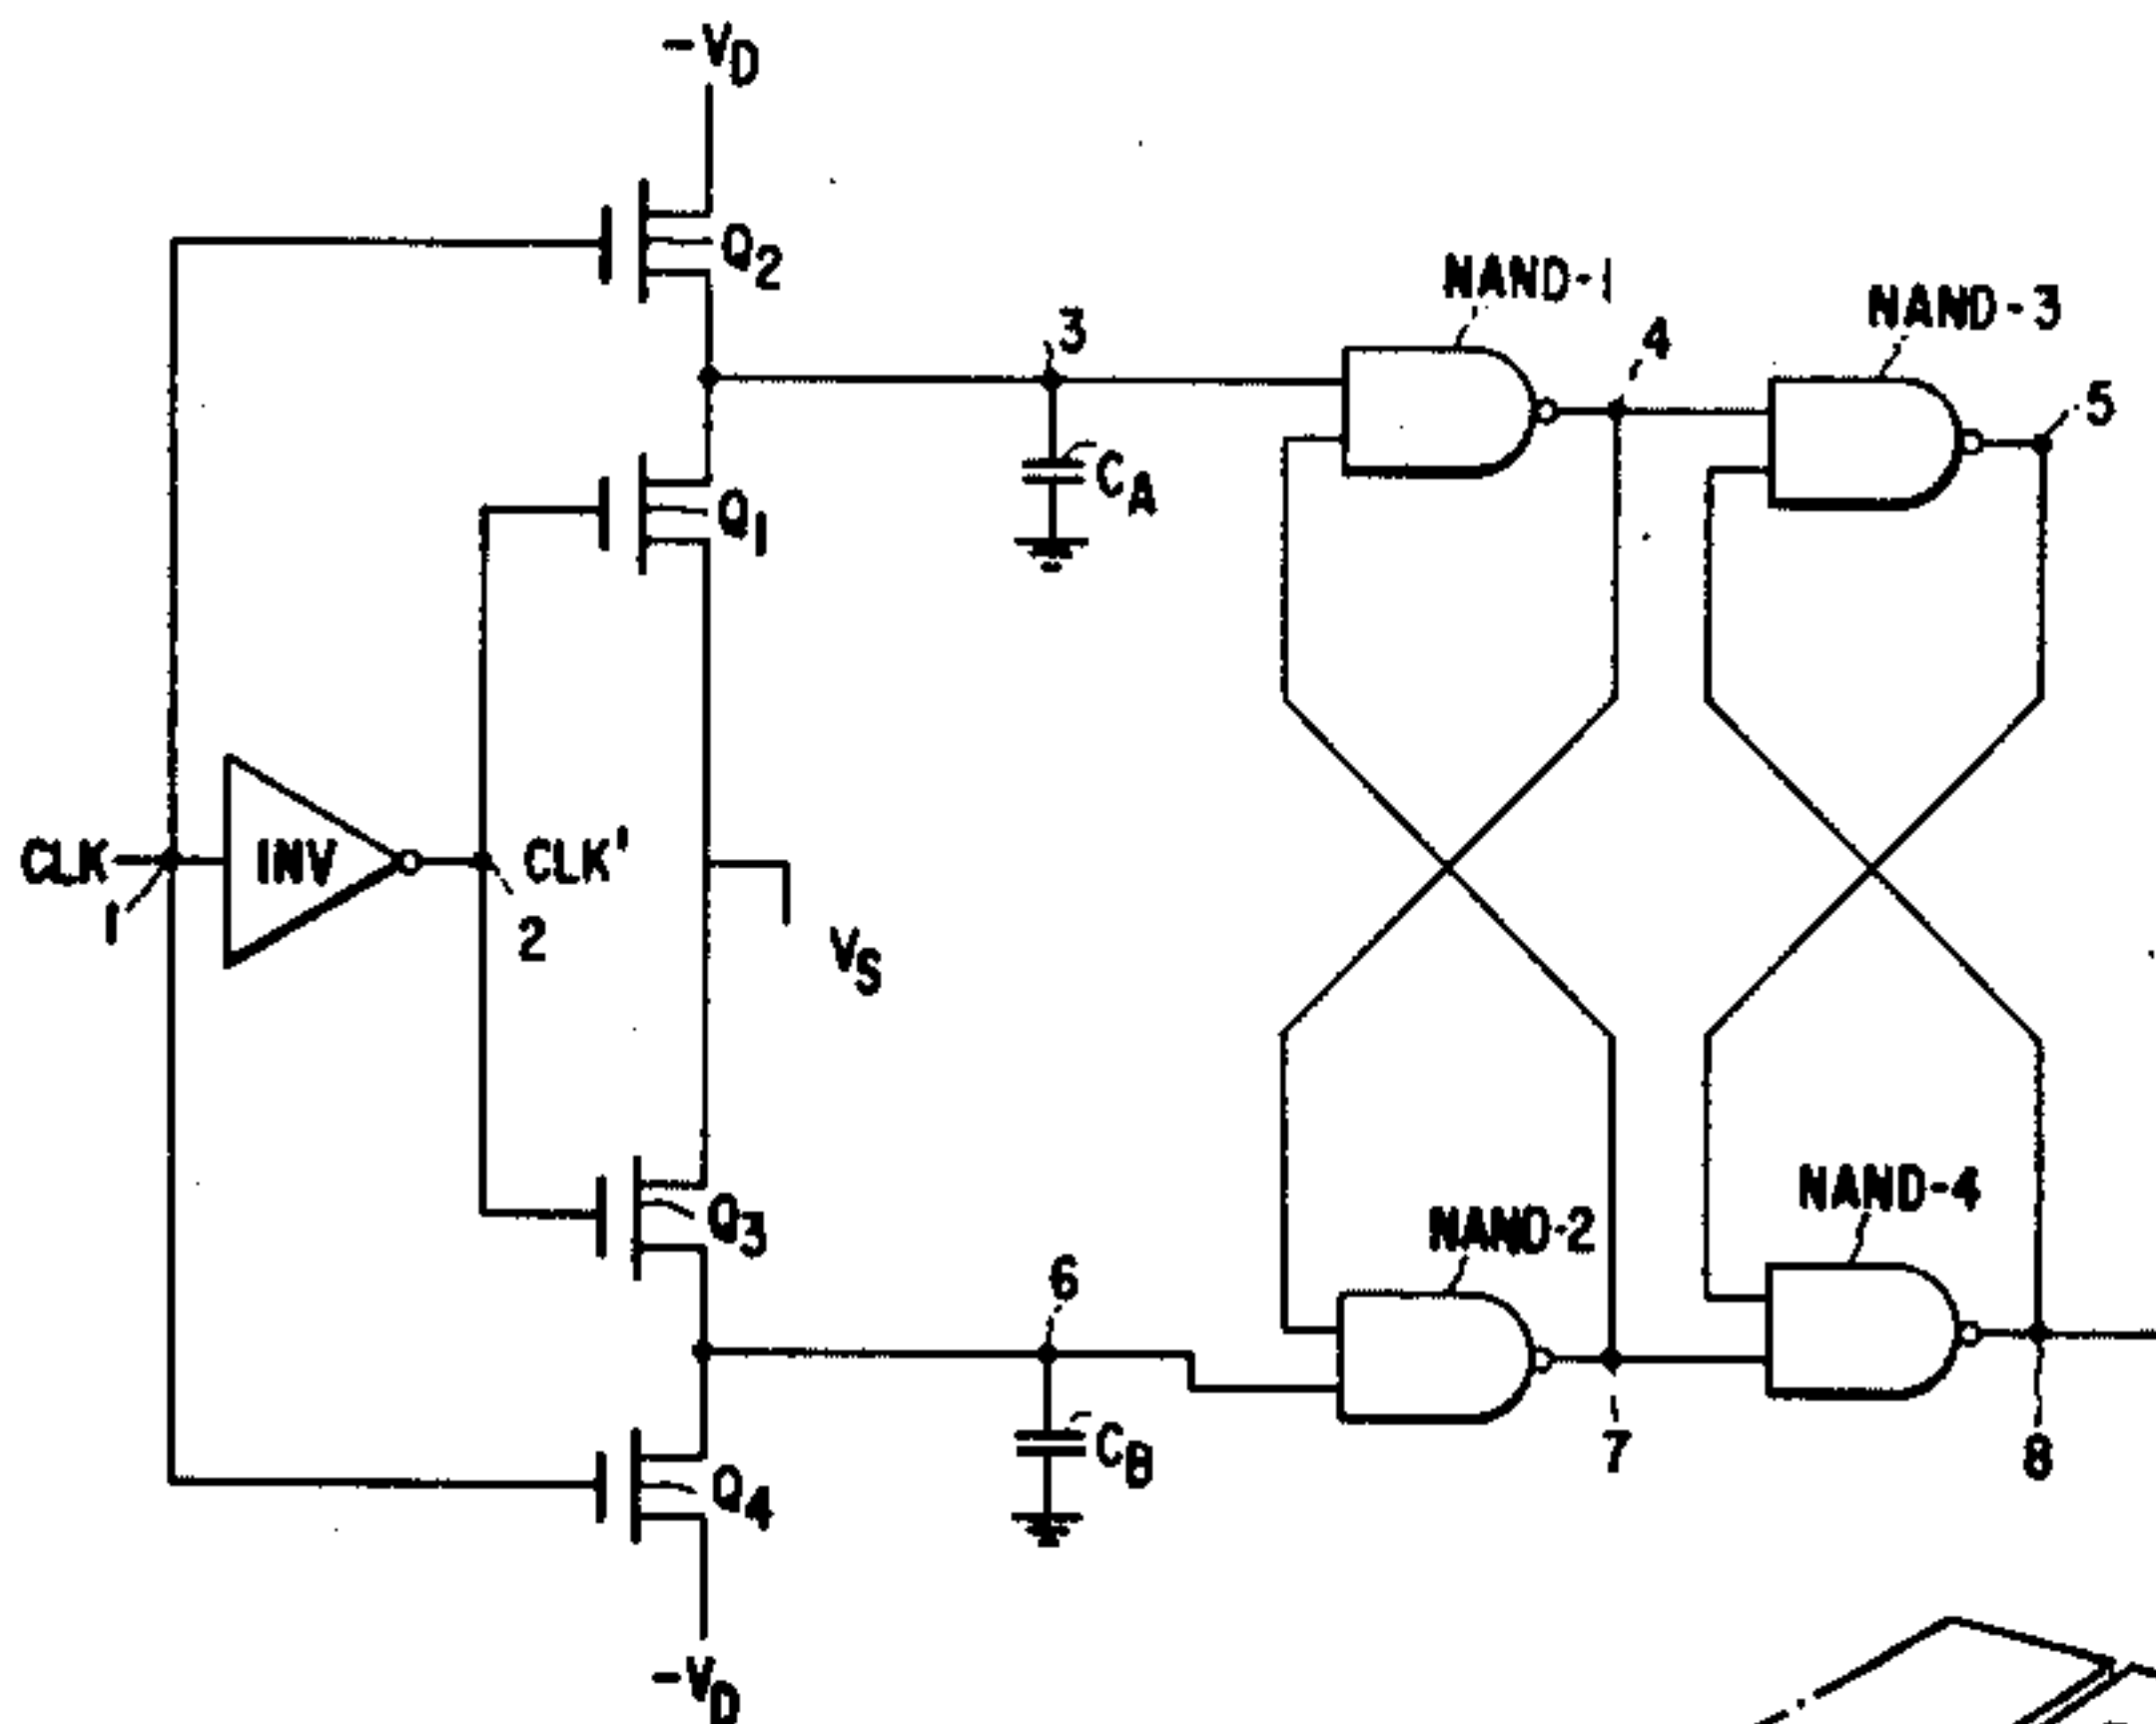 -VD
Q2
NAND-1
NAND-3
3
4
5
CA
Q1
CLK
INV
CLK'
1
2
VS
Q3
NAND-2
NAND-4
6
CB
7
8
Q4
-VD